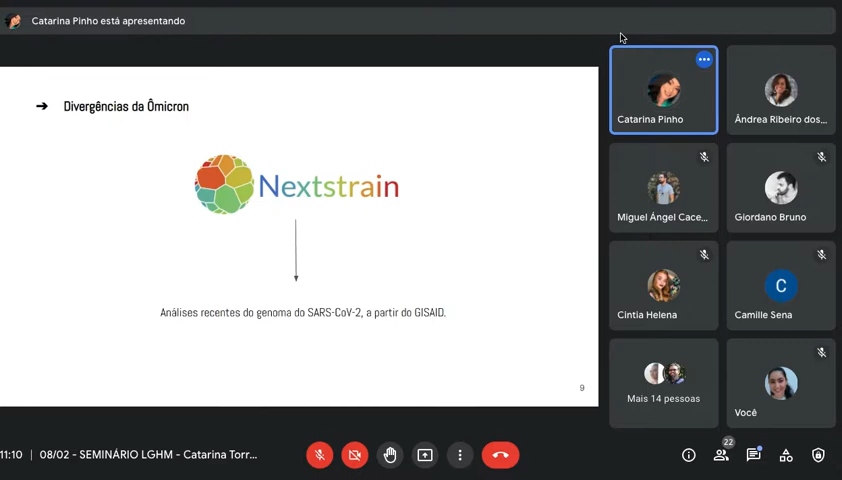 Catarina Pinho está apresentando
➔ Divergências da Ômicron
Nextstrain
Análises recentes do genoma do SARS-CoV-2, a partir do GISAID.
9
Catarina Pinho
Ândrea Ribeiro dos...
Miguel Ángel Cace...
Giordano Bruno
Cintia Helena
C
Camille Sena
Mais 14 pessoas
Você
11:10 | 08/02 - SEMINÁRIO LGHM - Catarina Torr...
22